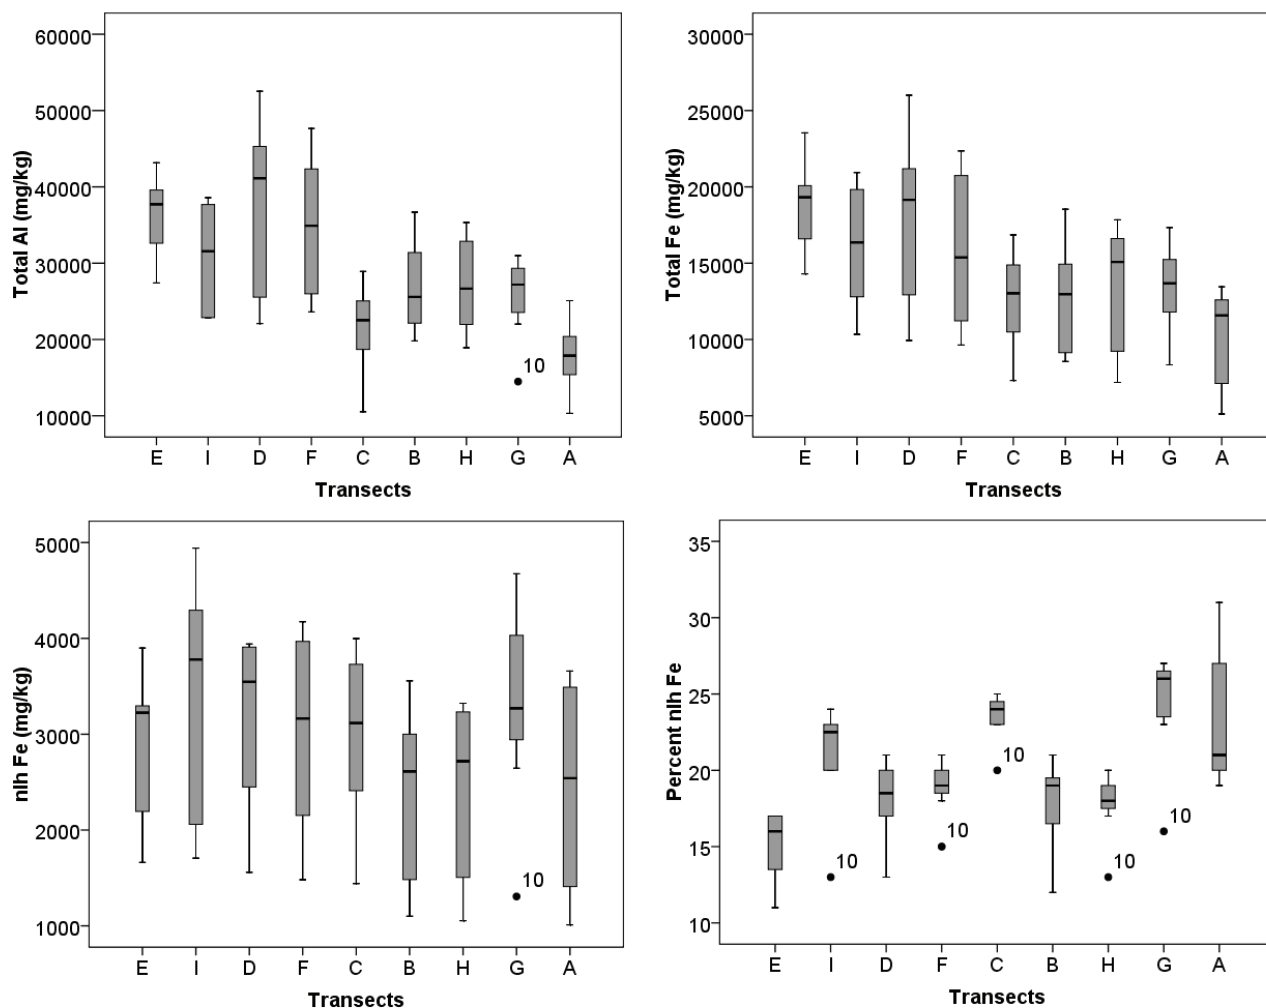 Total Al (mg/kg)
60000
50000
40000
30000
20000
10000
10
E I D F C B H G A
Transects
Total Fe (mg/kg)
30000
25000
20000
15000
10000
5000
E I D F C B H G A
Transects
nlh Fe (mg/kg)
5000
4000
3000
2000
1000
10
E I D F C B H G A
Transects
Percent nlh Fe
35
30
25
20
15
10
10
10
10
10
10
E I D F C B H G A
Transects